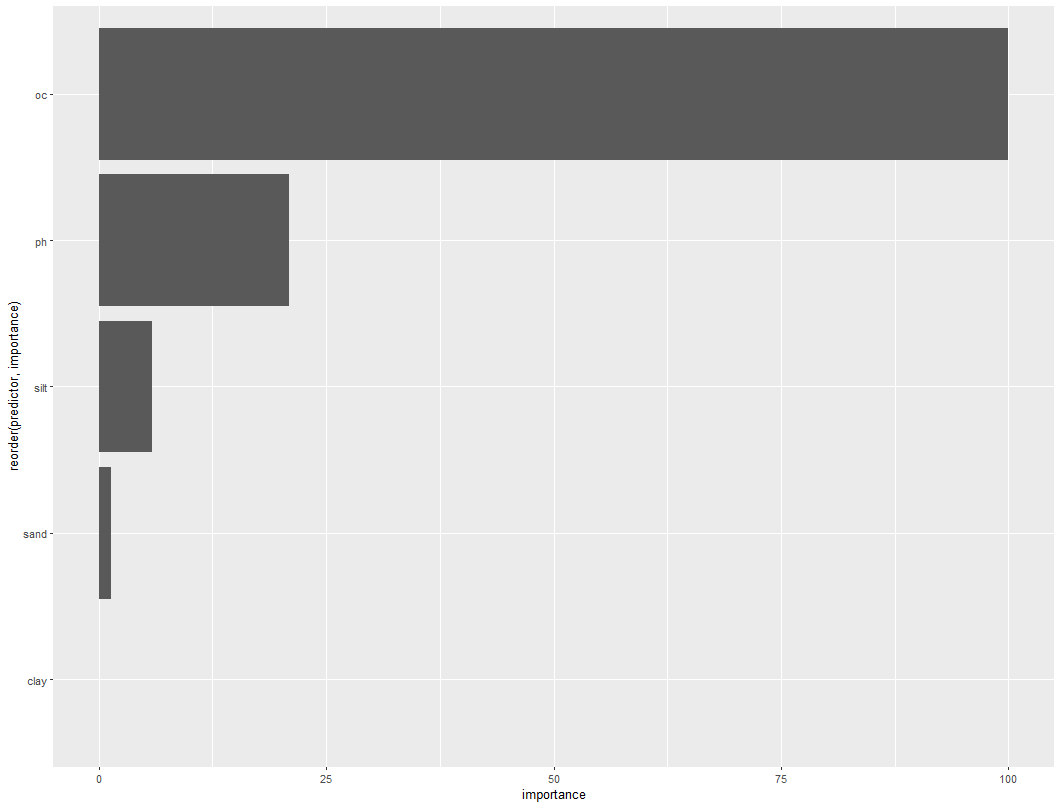 oc
ph
silt
sand
clay
reorder(predictor, importance)
0 25 50 75 100
importance